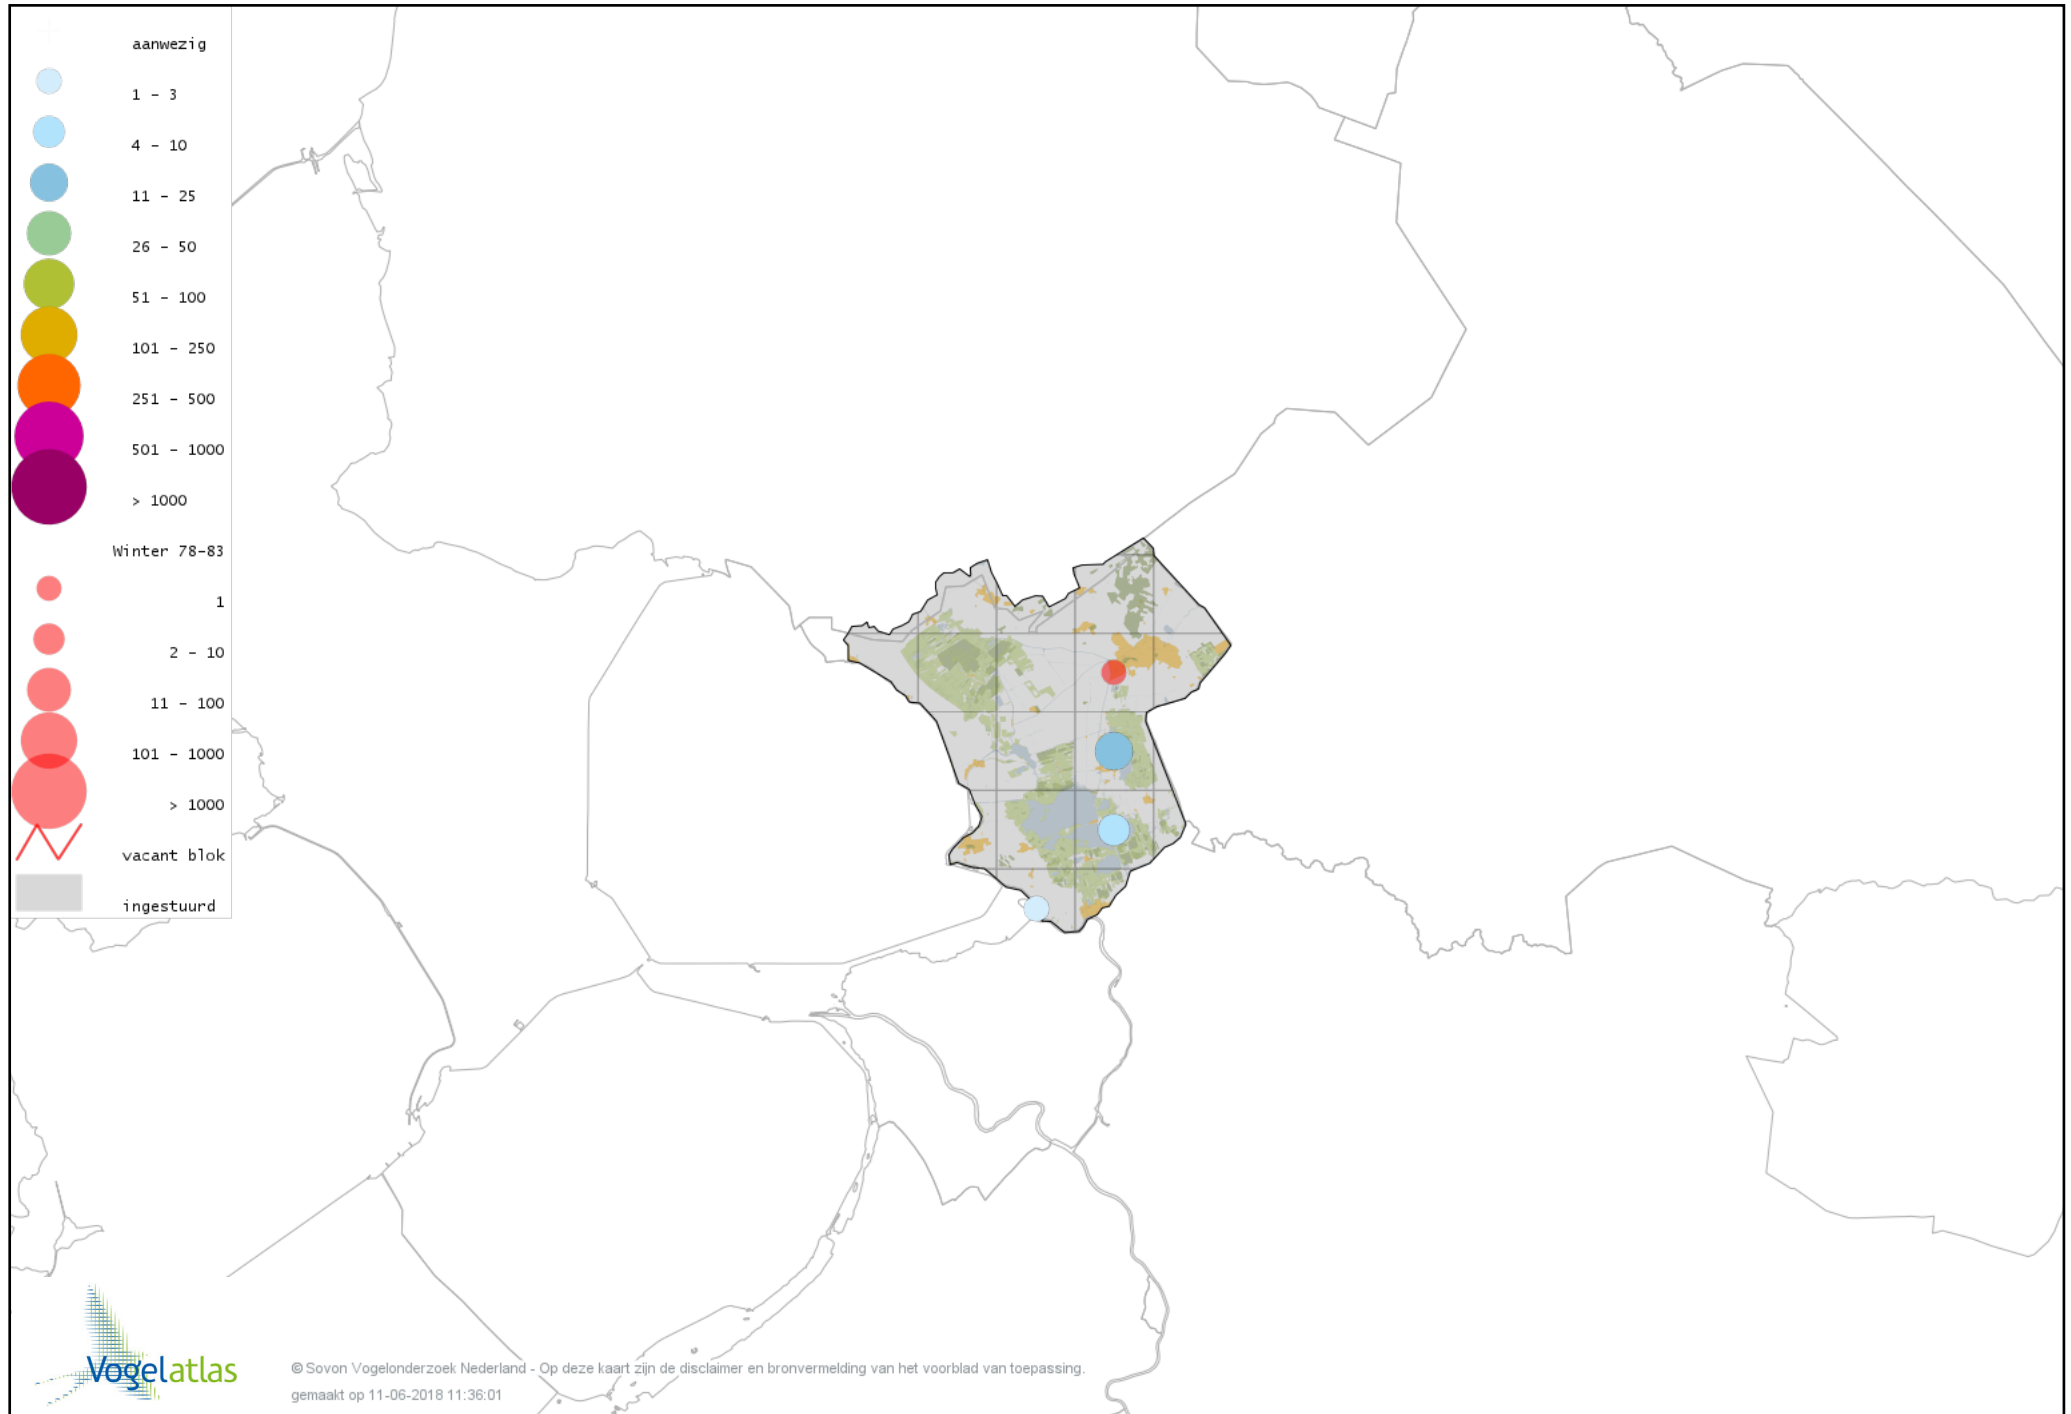 aanwezig
1 - 3
4 - 10
11 - 25
26 - 50
51 - 100
101 - 250
251 - 500
501 - 1000
> 1000
Winter 78-83
1
2 - 10
11 - 100
101 - 1000
> 1000
vacant blok
ingestuurd
Vogelatlas
© Sovon Vogelonderzoek Nederland - Op deze kaart zijn de disclaimer en bronvermelding van het voorblad van toepassing.
gemaakt op 11-06-2018 11:36:01